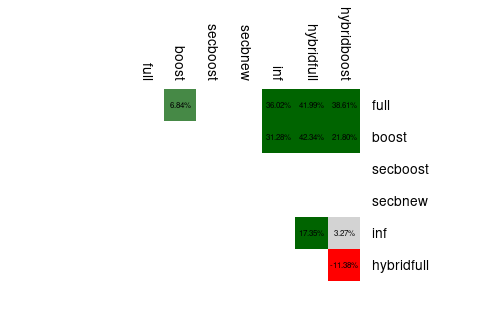 full boost secboost secbnew inf hybridfull hybridboost
6.84% 36.02% 41.99% 38.61% full
31.28% 42.34% 21.80% boost
secboost
secbnew
17.35% 3.27% inf
-11.38% hybridfull